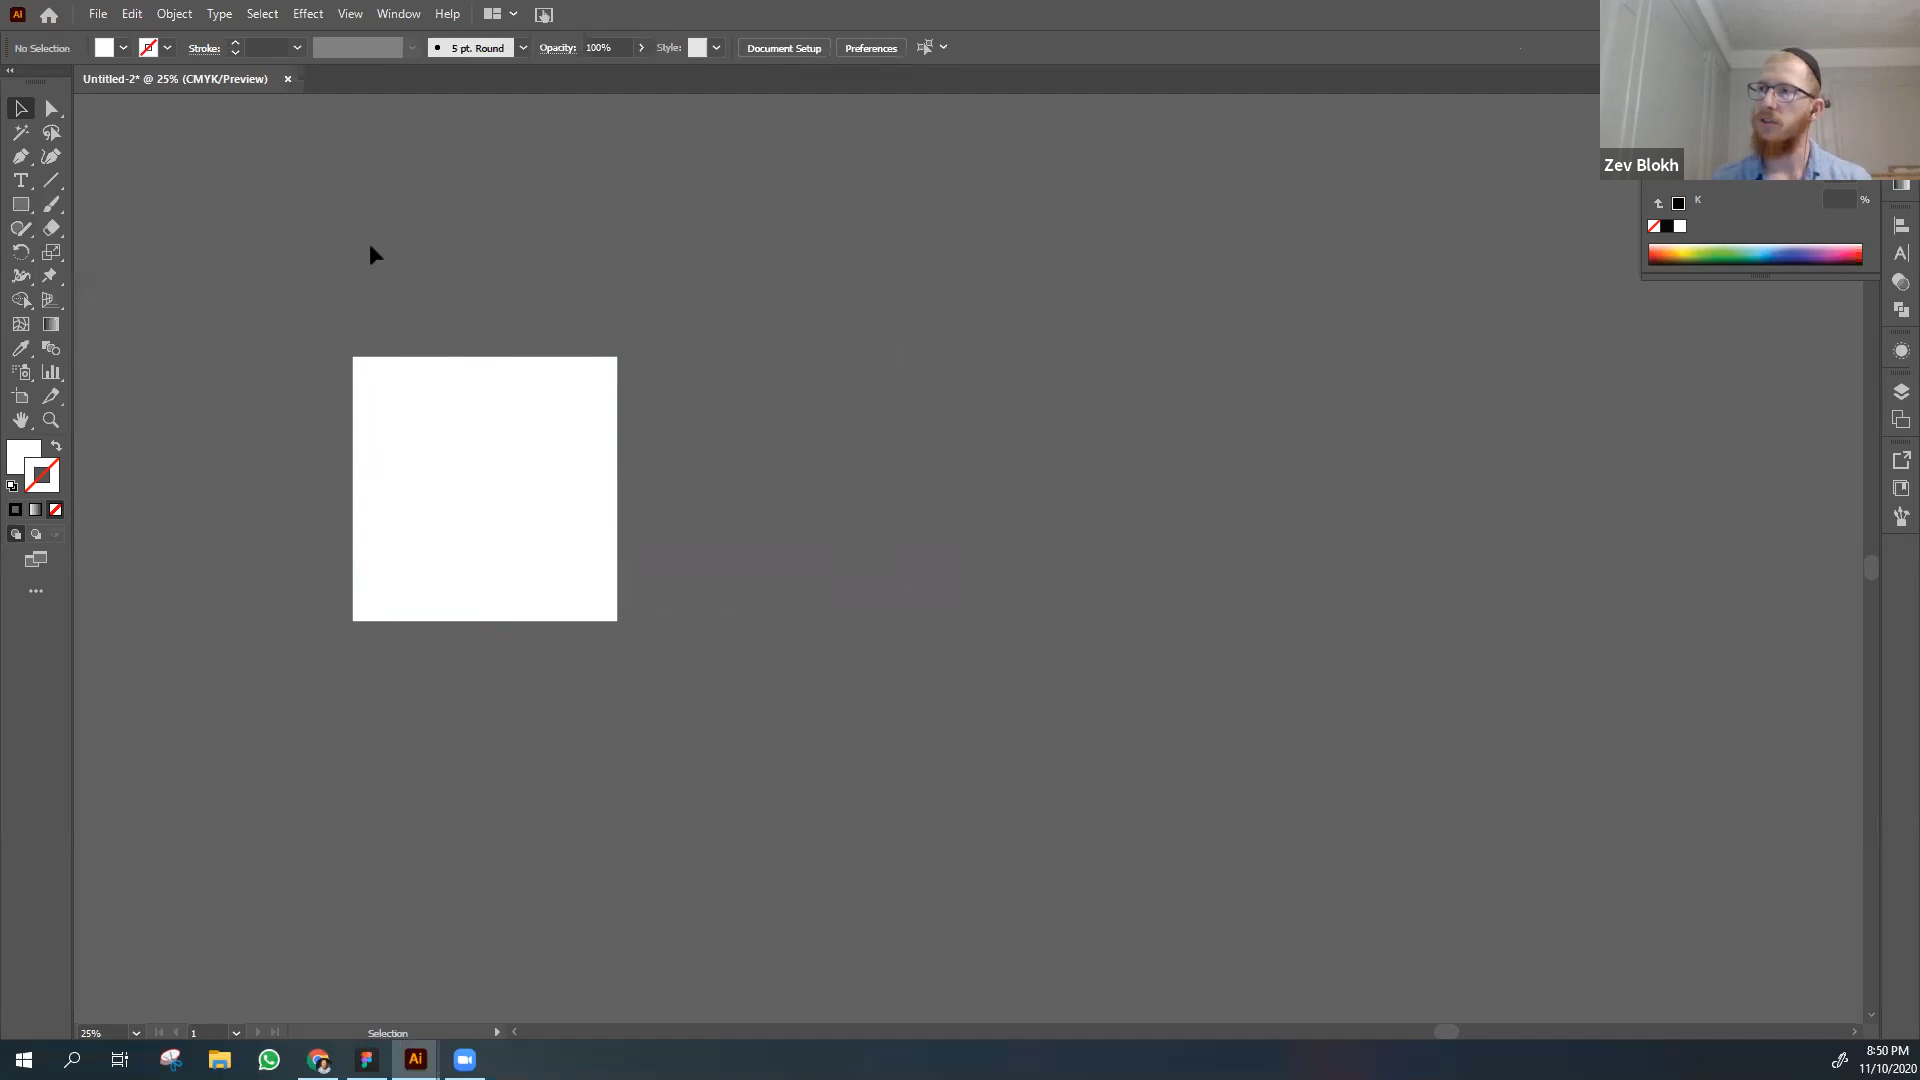 Ai File Edit Object Type Select Effect View Window Help
No Selection Stroke: 5 pt. Round Opacity: 100% Style: Document Setup Preferences
Untitled-2* @ 25% (CMYK/Preview) ×
Zev Blokh
K %
25% 1 Selection
Ai
8:50 PM
11/10/2020